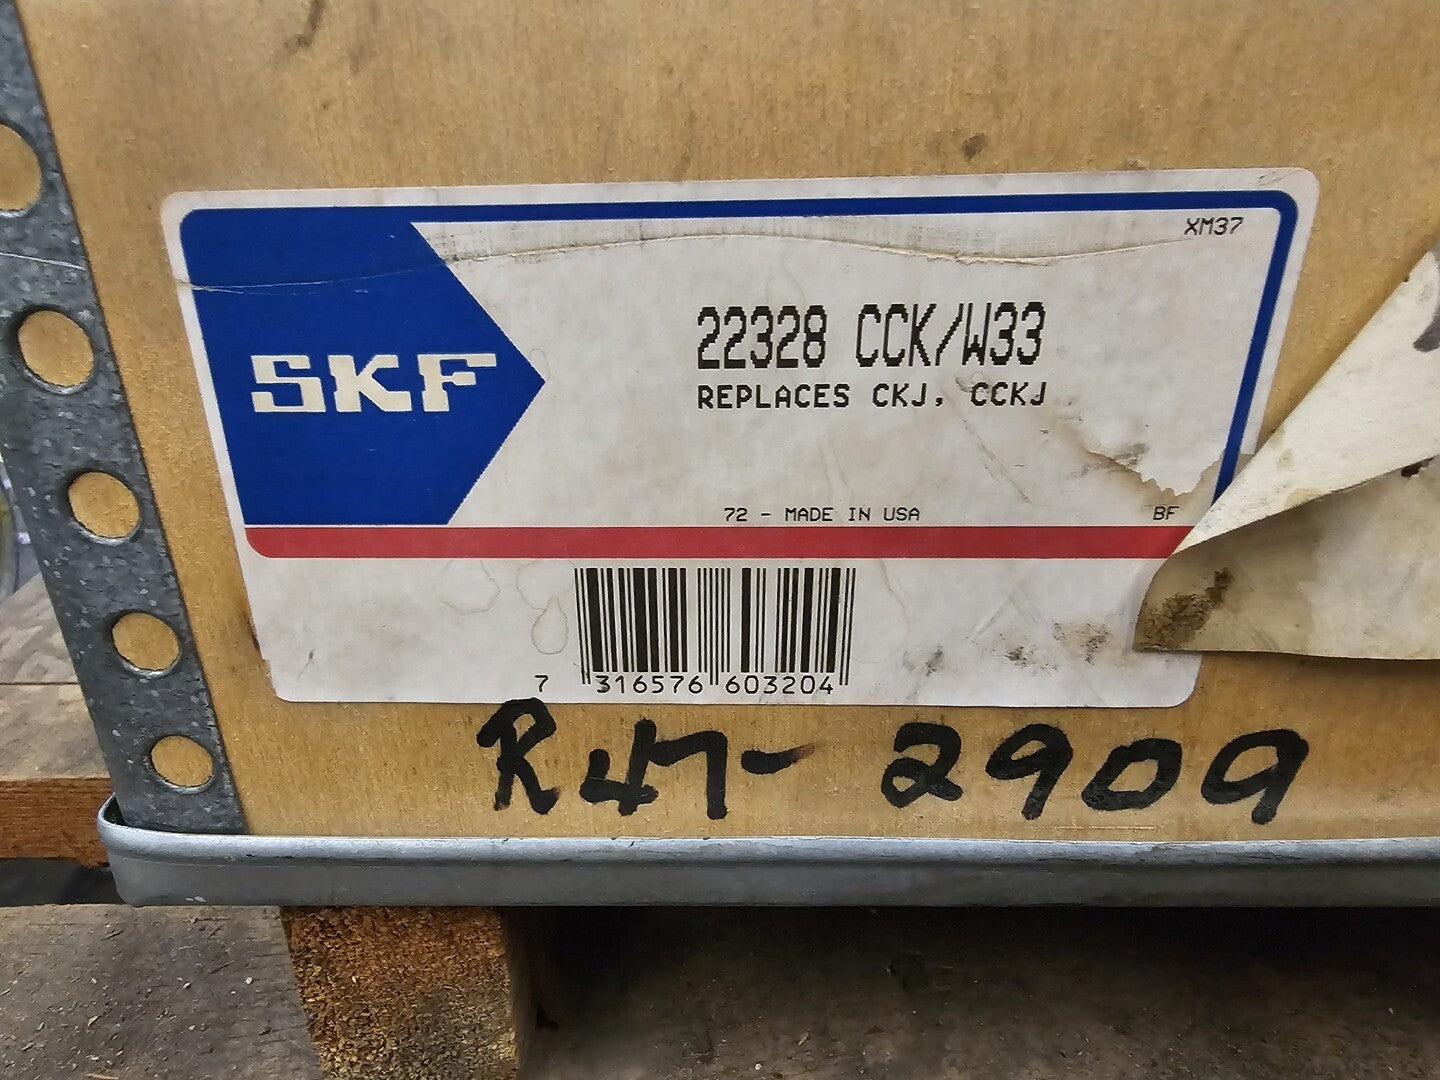 XM37
SKF
22328 CCK/W33
REPLACES CKJ, CCKJ
72 - MADE IN USA
BF
7 316576 603204
R47- 2909